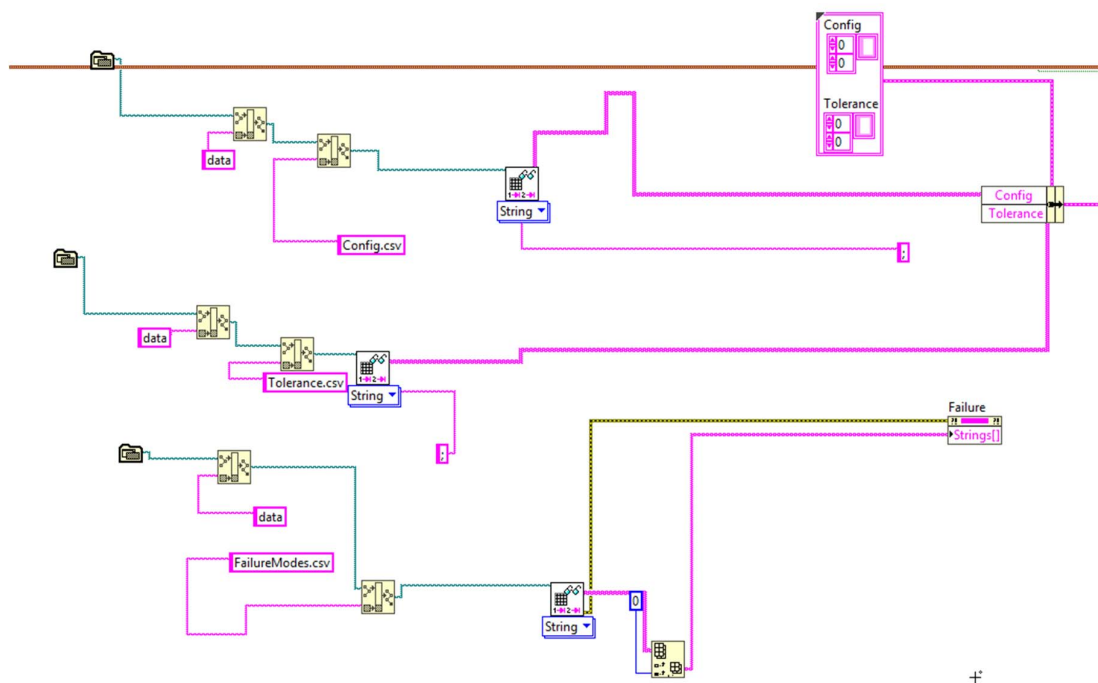 Config
0
0
Tolerance
0
0
data
String
Config.csv
;
Config
Tolerance
data
Tolerance.csv
String
;
Failure
Strings[]
data
FailureModes.csv
String
0